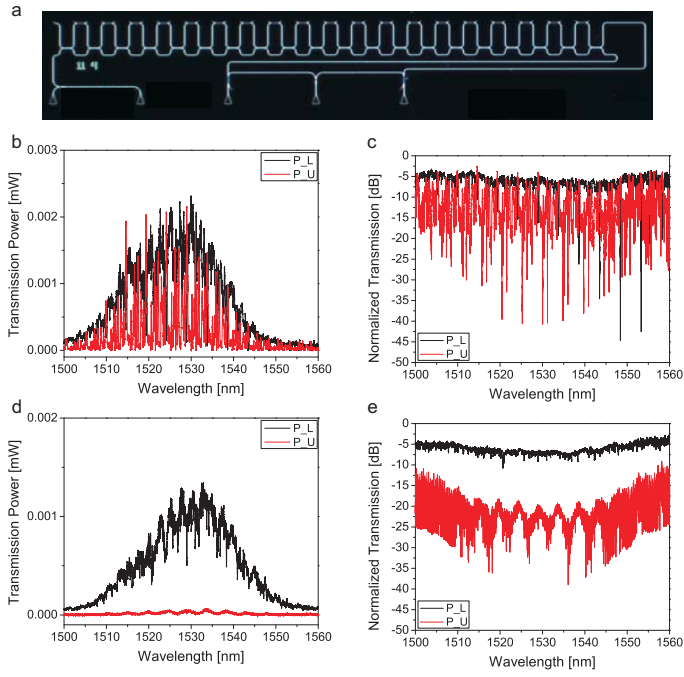 a
11 9
b
0.003
0.002
0.001
0.000
Transmission Power [mW]
P_L
P_U
1500 1510 1520 1530 1540 1550 1560
Wavelength [nm]
c
0
-5
-10
-15
-20
-25
-30
-35
-40
-45
-50
Normalized Transmission [dB]
P_L
P_U
1500 1510 1520 1530 1540 1550 1560
Wavelength [nm]
d
0.002
0.001
0.000
Transmission Power [mW]
P_L
P_U
1500 1510 1520 1530 1540 1550 1560
Wavelength [nm]
e
0
-5
-10
-15
-20
-25
-30
-35
-40
-45
-50
Normalized Transmission [dB]
P_L
P_U
1500 1510 1520 1530 1540 1550 1560
Wavelength [nm]